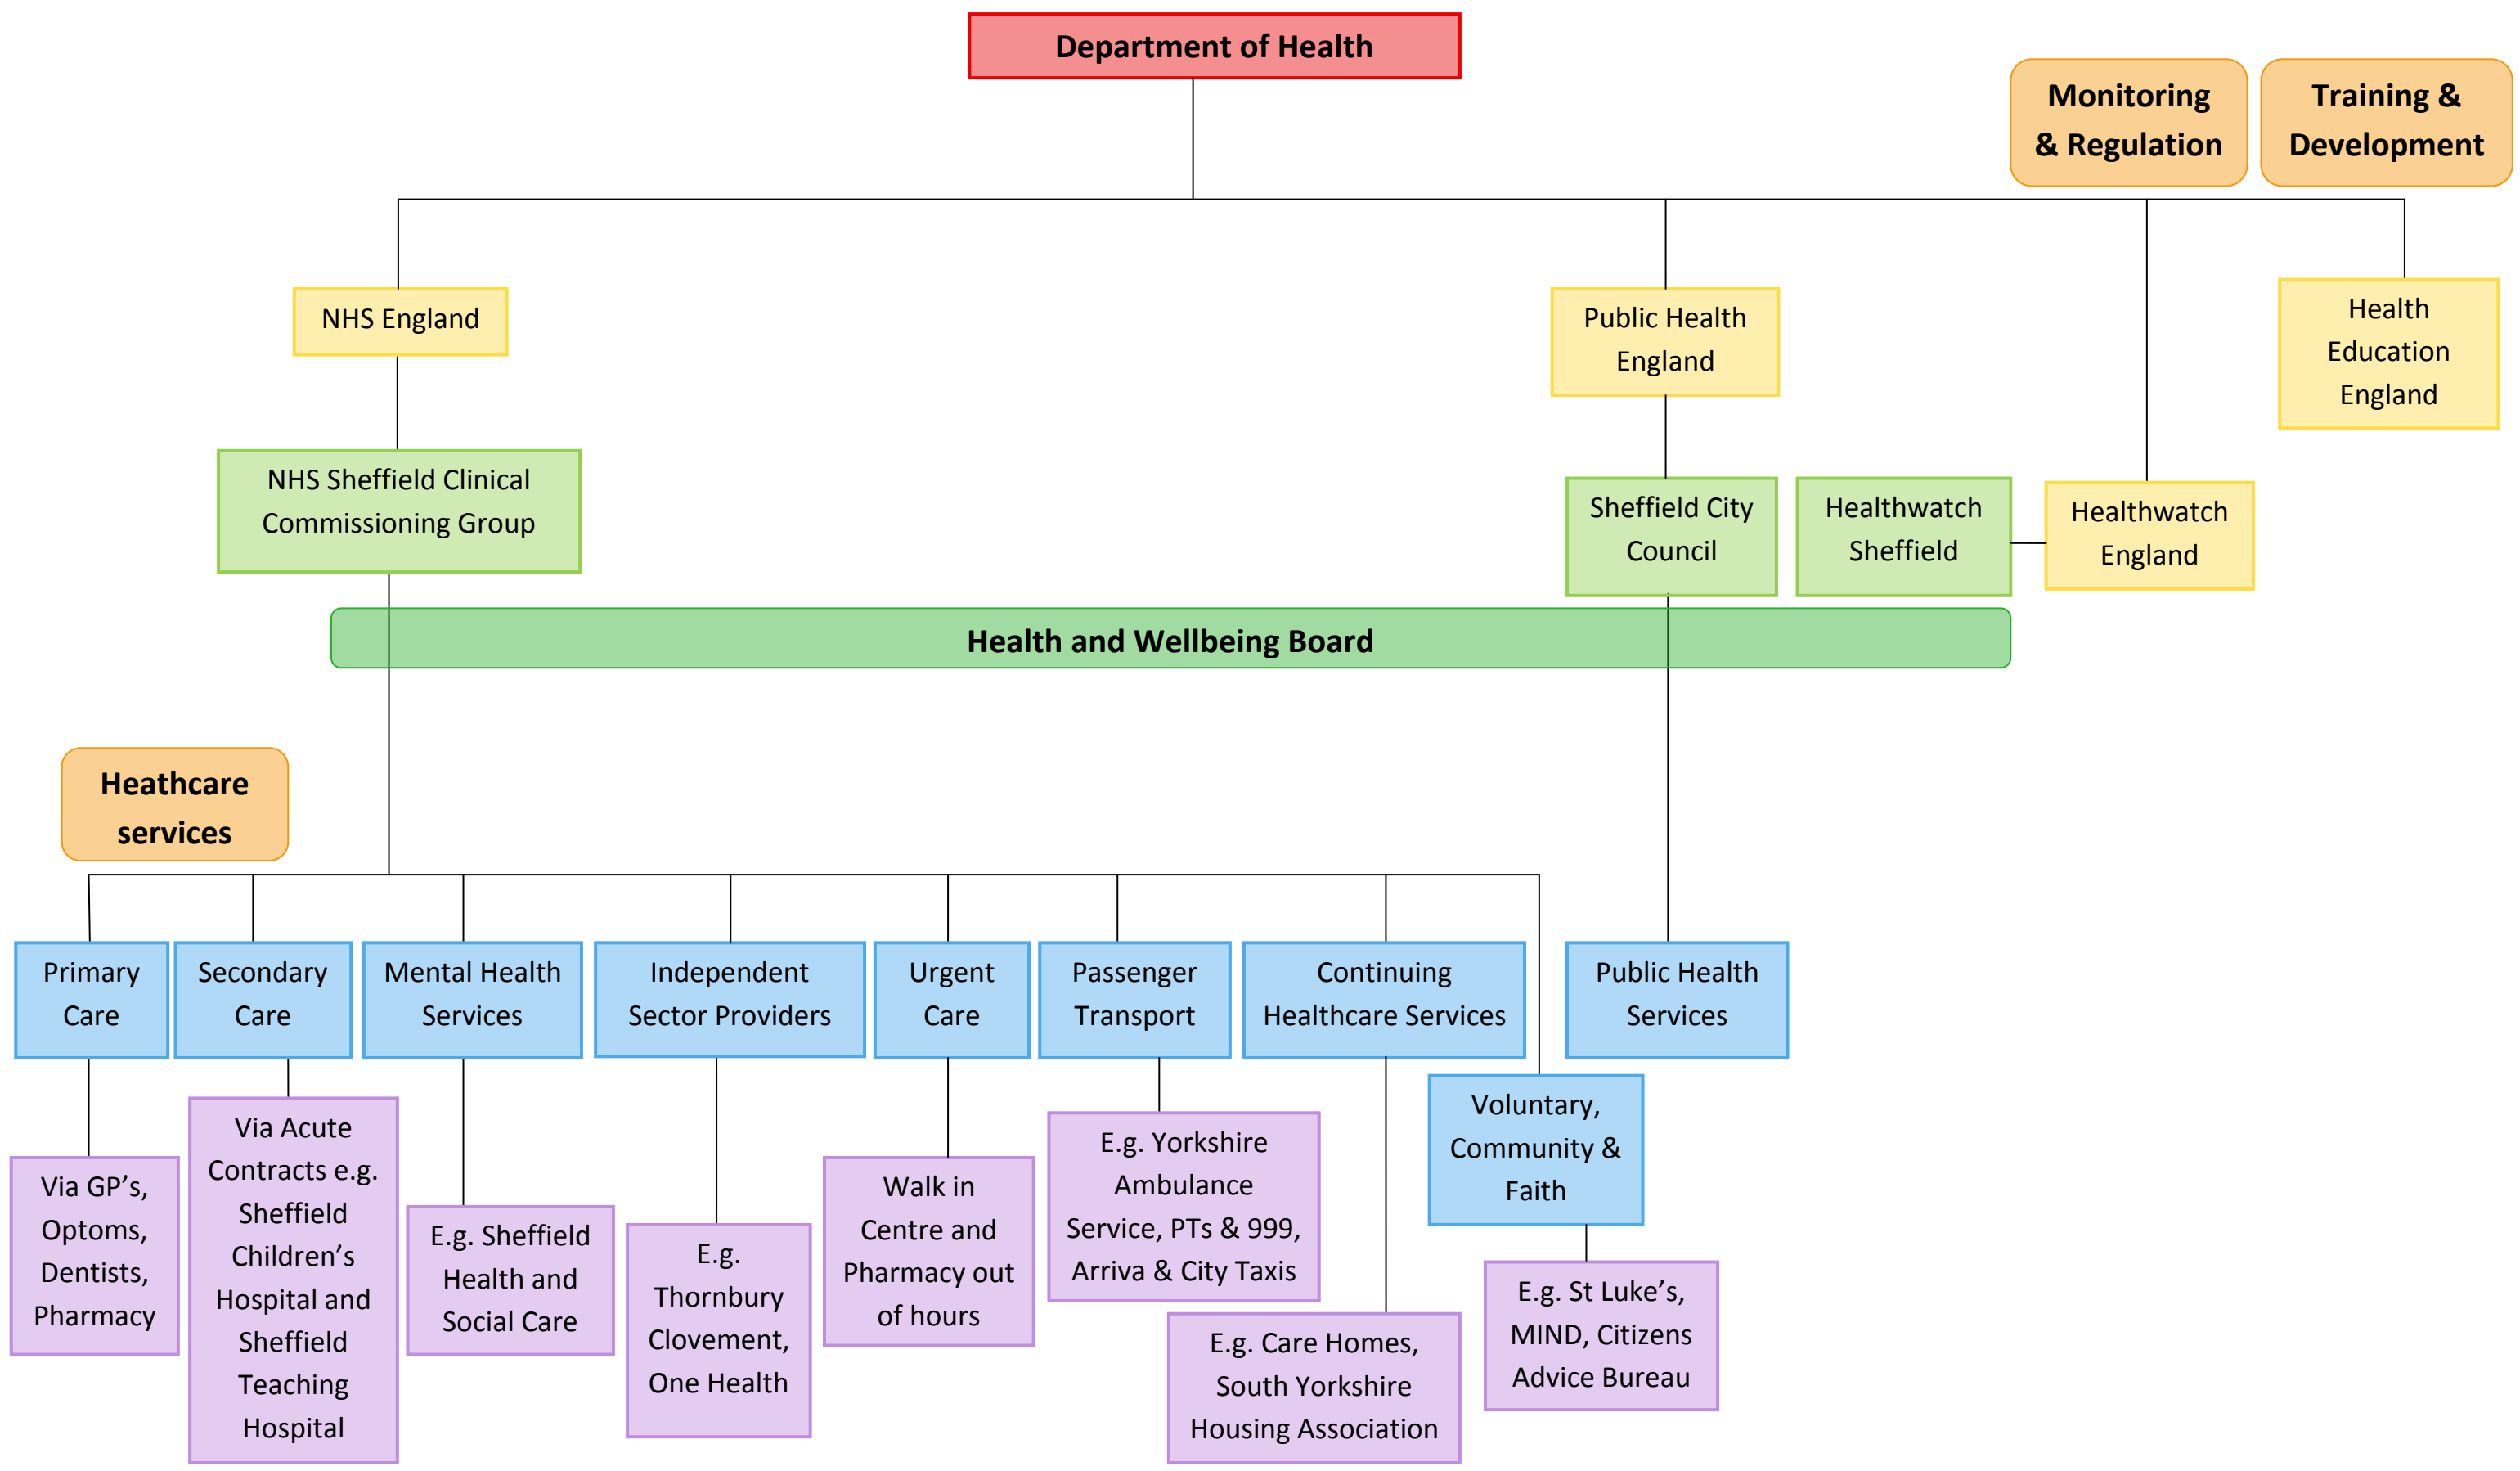 Department of Health
Monitoring
& Regulation
Training &
Development
NHS England
Public Health
England
Health
Education
England
NHS Sheffield Clinical
Commissioning Group
Sheffield City
Council
Healthwatch
Sheffield
Healthwatch
England
Health and Wellbeing Board
Heathcare
services
Primary
Care
Secondary
Care
Mental Health
Services
Independent
Sector Providers
Urgent
Care
Passenger
Transport
Continuing
Healthcare Services
Public Health
Services
Voluntary,
Community &
Faith
Via GP’s,
Optoms,
Dentists,
Pharmacy
Via Acute
Contracts e.g.
Sheffield
Children’s
Hospital and
Sheffield
Teaching
Hospital
E.g. Sheffield
Health and
Social Care
E.g.
Thornbury
Clovement,
One Health
Walk in
Centre and
Pharmacy out
of hours
E.g. Yorkshire
Ambulance
Service, PTs & 999,
Arriva & City Taxis
E.g. Care Homes,
South Yorkshire
Housing Association
E.g. St Luke’s,
MIND, Citizens
Advice Bureau